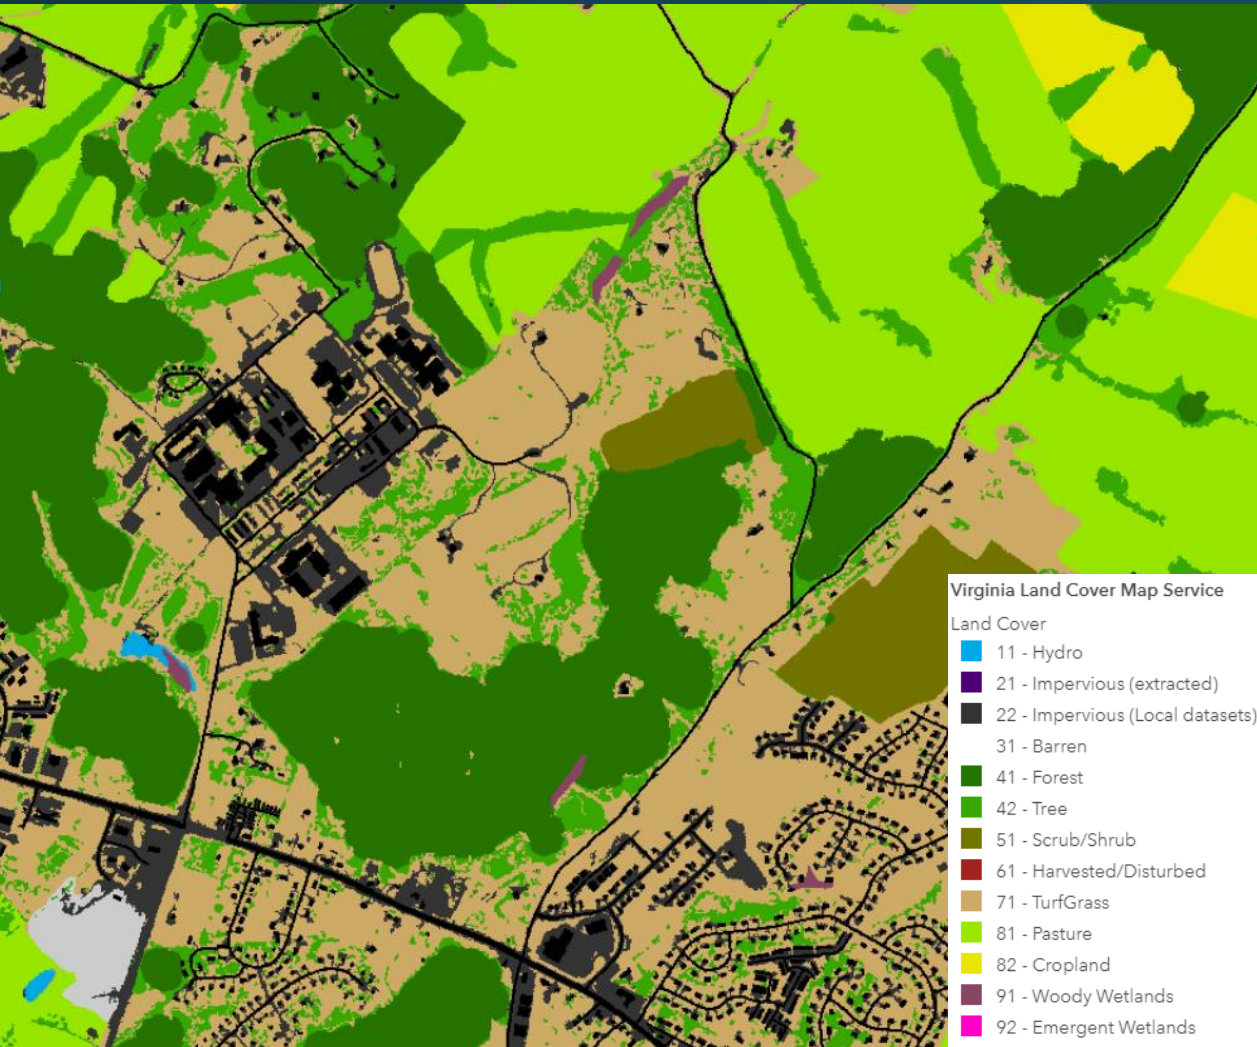 Virginia Land Cover Map Service
Land Cover
11 - Hydro
21 - Impervious (extracted)
22 - Impervious (Local datasets)
31 - Barren
41 - Forest
42 - Tree
51 - Scrub/Shrub
61 - Harvested/Disturbed
71 - TurfGrass
81 - Pasture
82 - Cropland
91 - Woody Wetlands
92 - Emergent Wetlands